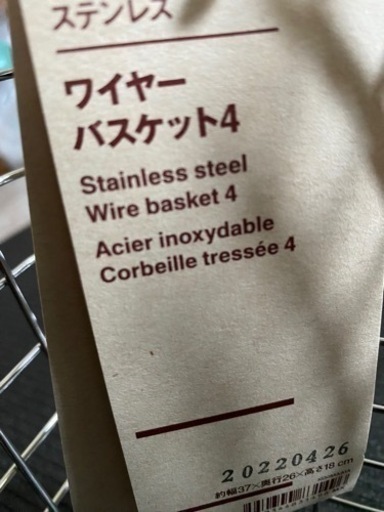 ステンレス
ワイヤー
バスケット4
Stainless steel
Wire basket 4
Acier inoxydable
Corbeille tressée 4
20220426
約幅37×奥行26×高さ18 cm